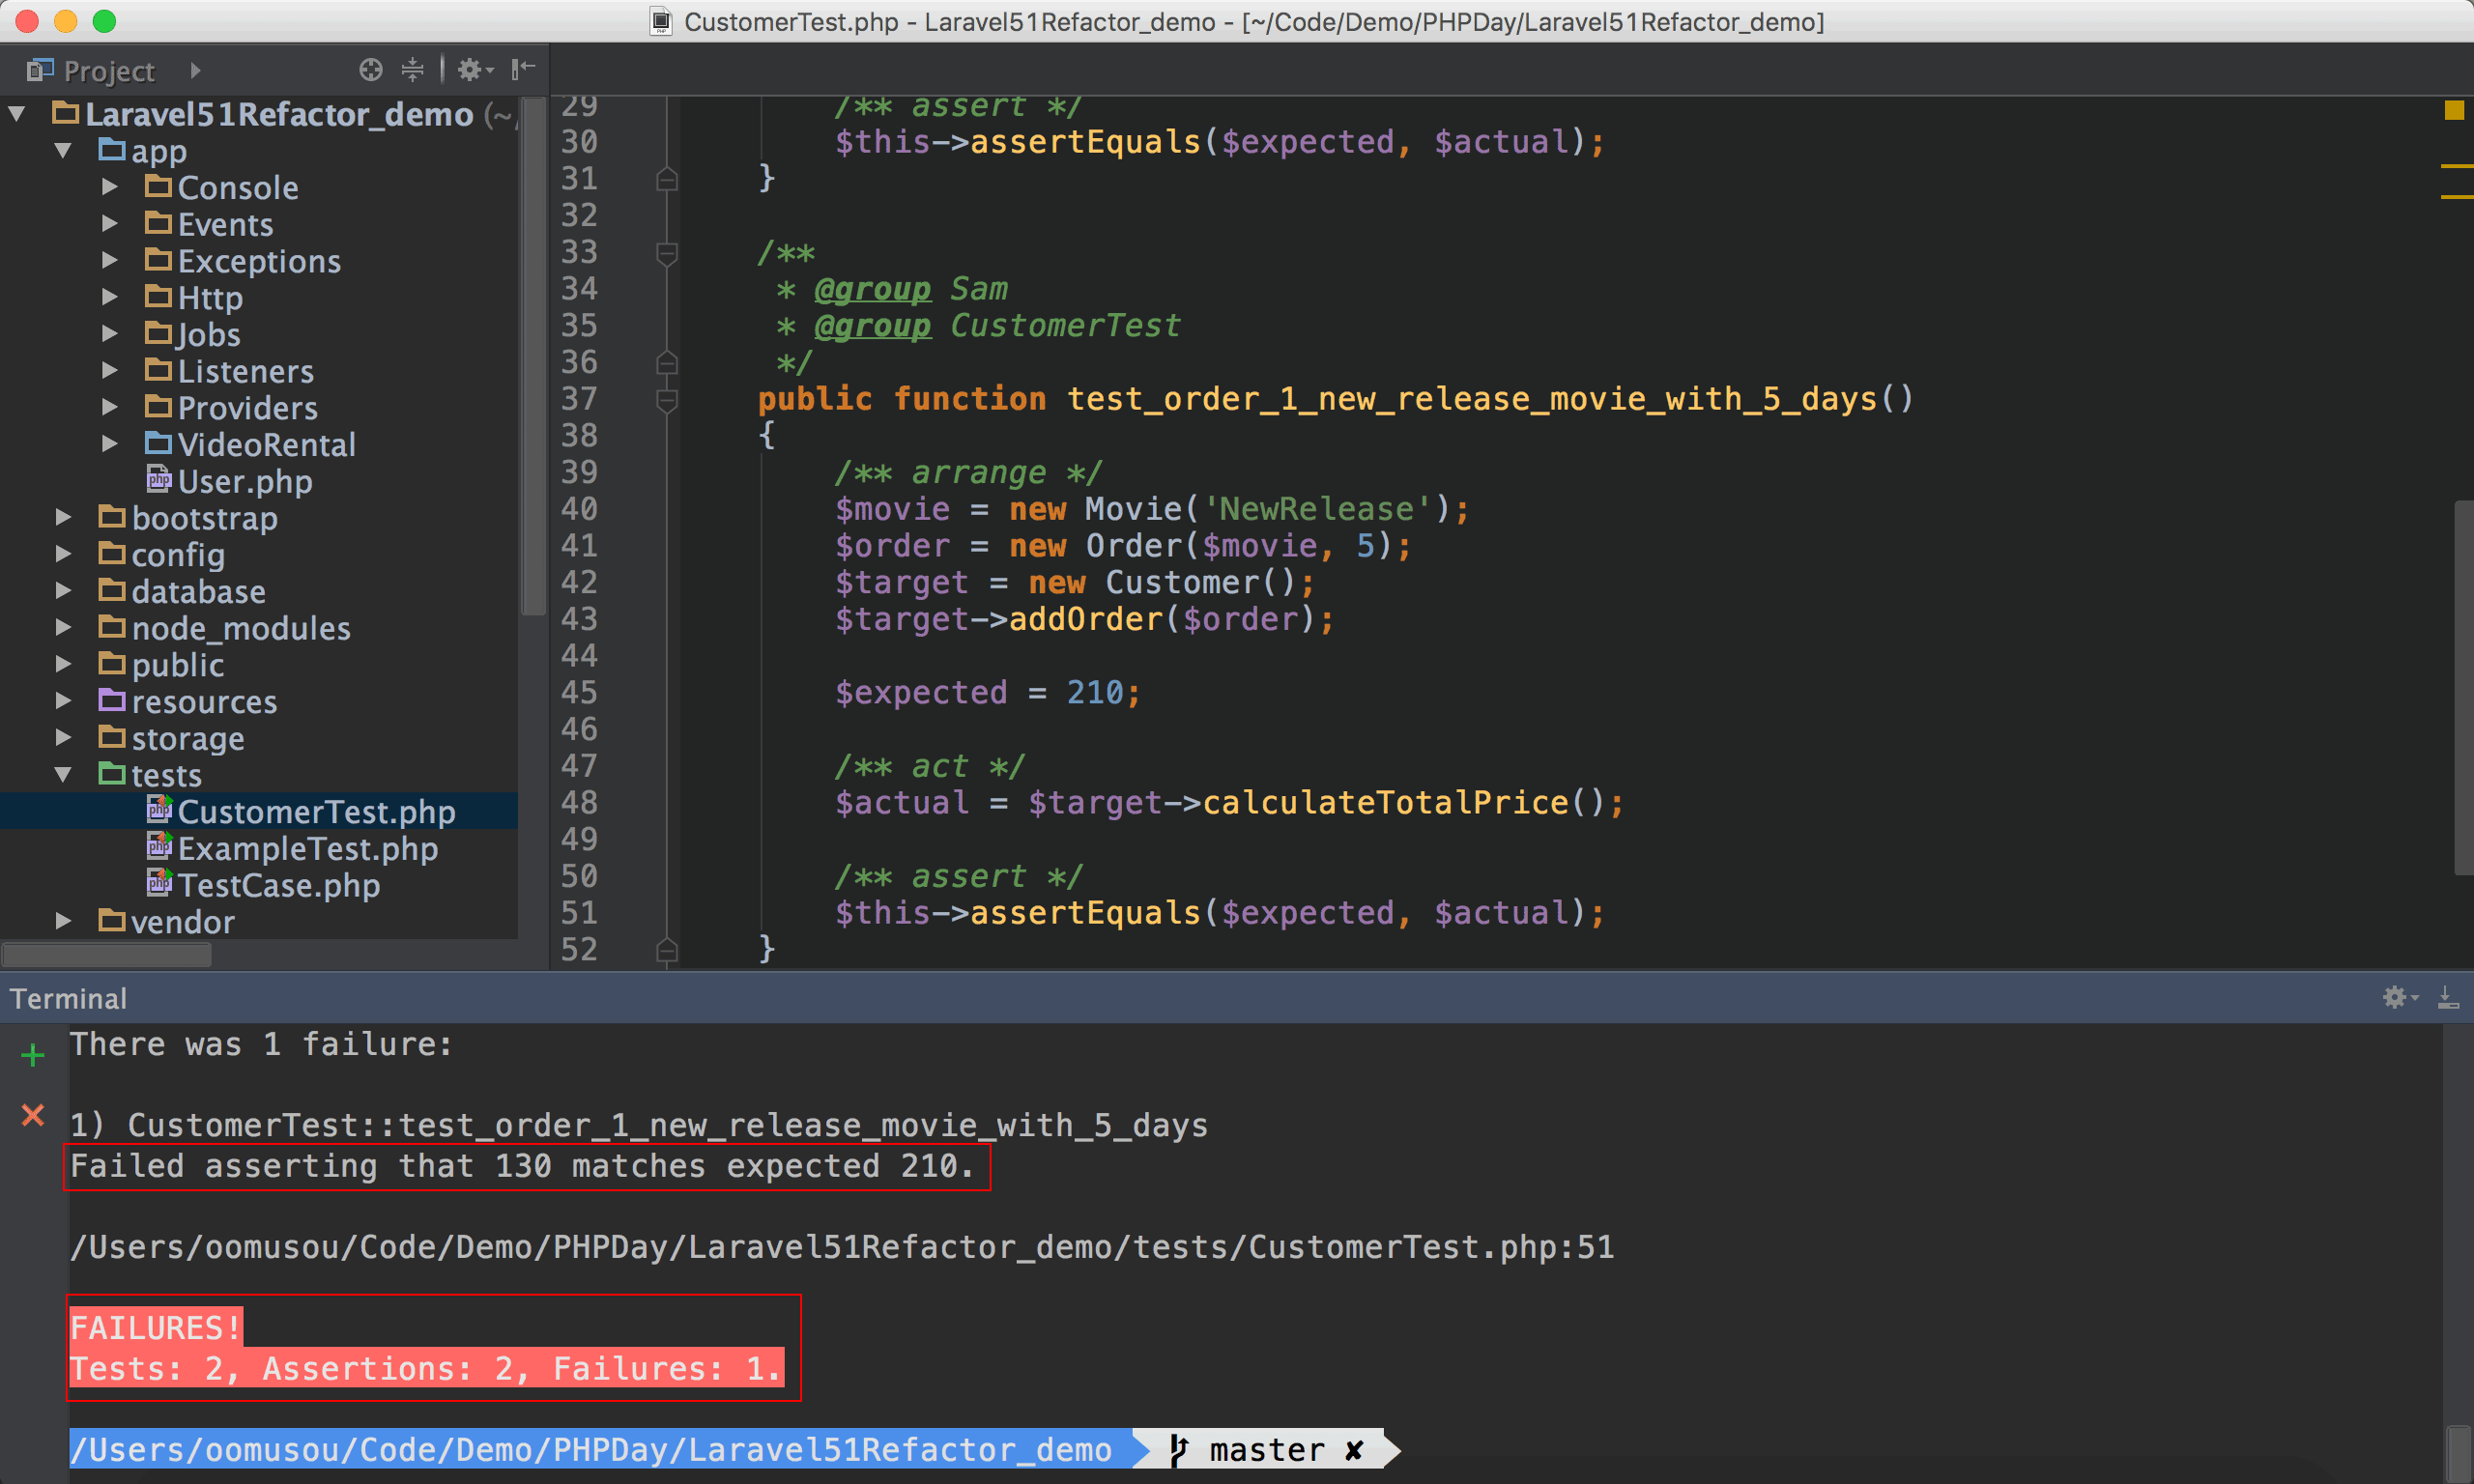 CustomerTest.php - Laravel51Refactor_demo - [~/Code/Demo/PHPDay/Laravel51Refactor_demo]
Project
Laravel51Refactor_demo (~/
app
Console
Events
Exceptions
Http
Jobs
Listeners
Providers
VideoRental
User.php
bootstrap
config
database
node_modules
public
resources
storage
tests
CustomerTest.php
ExampleTest.php
TestCase.php
vendor
29 /** assert */
30 $this->assertEquals($expected, $actual);
31 }
32
33 /**
34 * @group Sam
35 * @group CustomerTest
36 */
37 public function test_order_1_new_release_movie_with_5_days()
38 {
39 /** arrange */
40 $movie = new Movie('NewRelease');
41 $order = new Order($movie, 5);
42 $target = new Customer();
43 $target->addOrder($order);
44
45 $expected = 210;
46
47 /** act */
48 $actual = $target->calculateTotalPrice();
49
50 /** assert */
51 $this->assertEquals($expected, $actual);
52 }
Terminal
There was 1 failure:
1) CustomerTest::test_order_1_new_release_movie_with_5_days
Failed asserting that 130 matches expected 210.
/Users/oomusou/Code/Demo/PHPDay/Laravel51Refactor_demo/tests/CustomerTest.php:51
FAILURES!
Tests: 2, Assertions: 2, Failures: 1.
/Users/oomusou/Code/Demo/PHPDay/Laravel51Refactor_demo master ✘